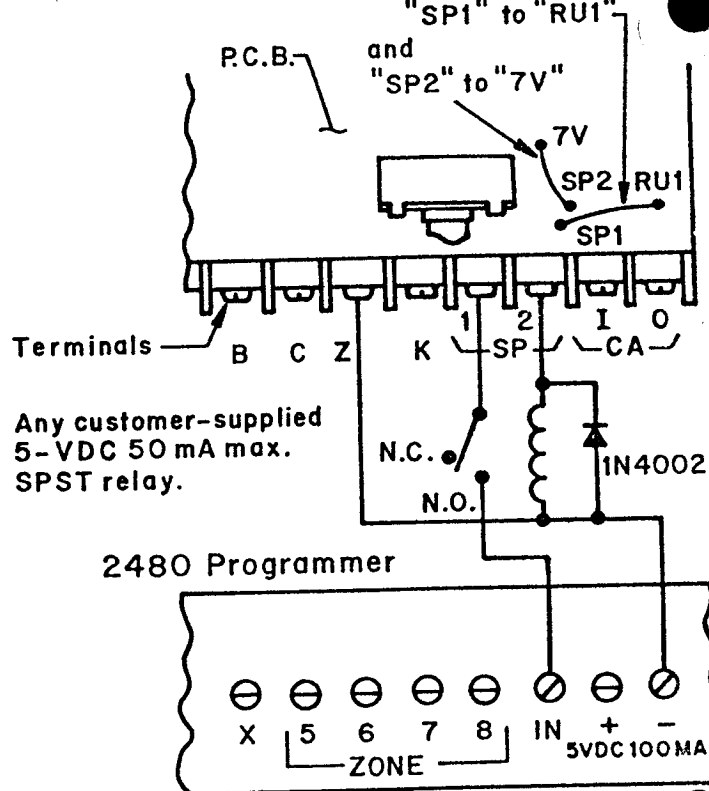 "SP1" to "RU1"
P.C.B.
and
"SP2" to "7V"
7V
SP2 RU1
SP1
Terminals
B C Z K 1 SP 2 I CA O
Any customer-supplied
5-VDC 50 mA max.
SPST relay.
N.C.
1N4002
N.O.
2480 Programmer
X 5 6 7 8 IN + -
ZONE
5VDC 100MA